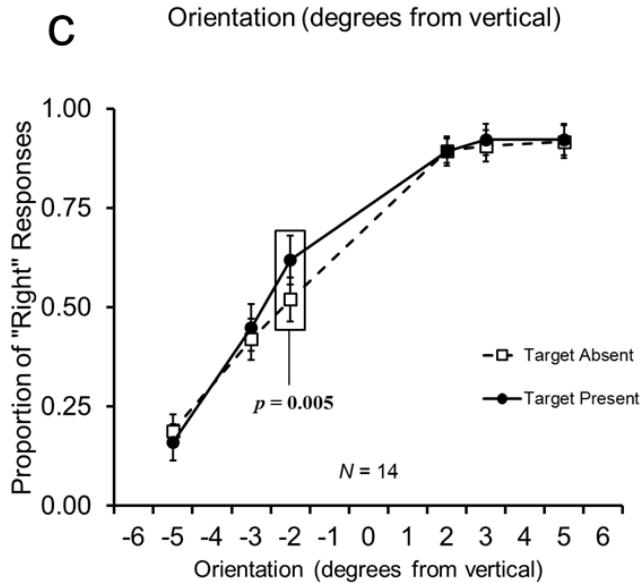 C
Orientation (degrees from vertical)
Proportion of "Right" Responses
1.00
0.75
0.50
0.25
0.00
Target Absent
Target Present
p = 0.005
N = 14
-6 -5 -3 -2 -1 0 1 2 3 5 6
Orientation (degrees from vertical)